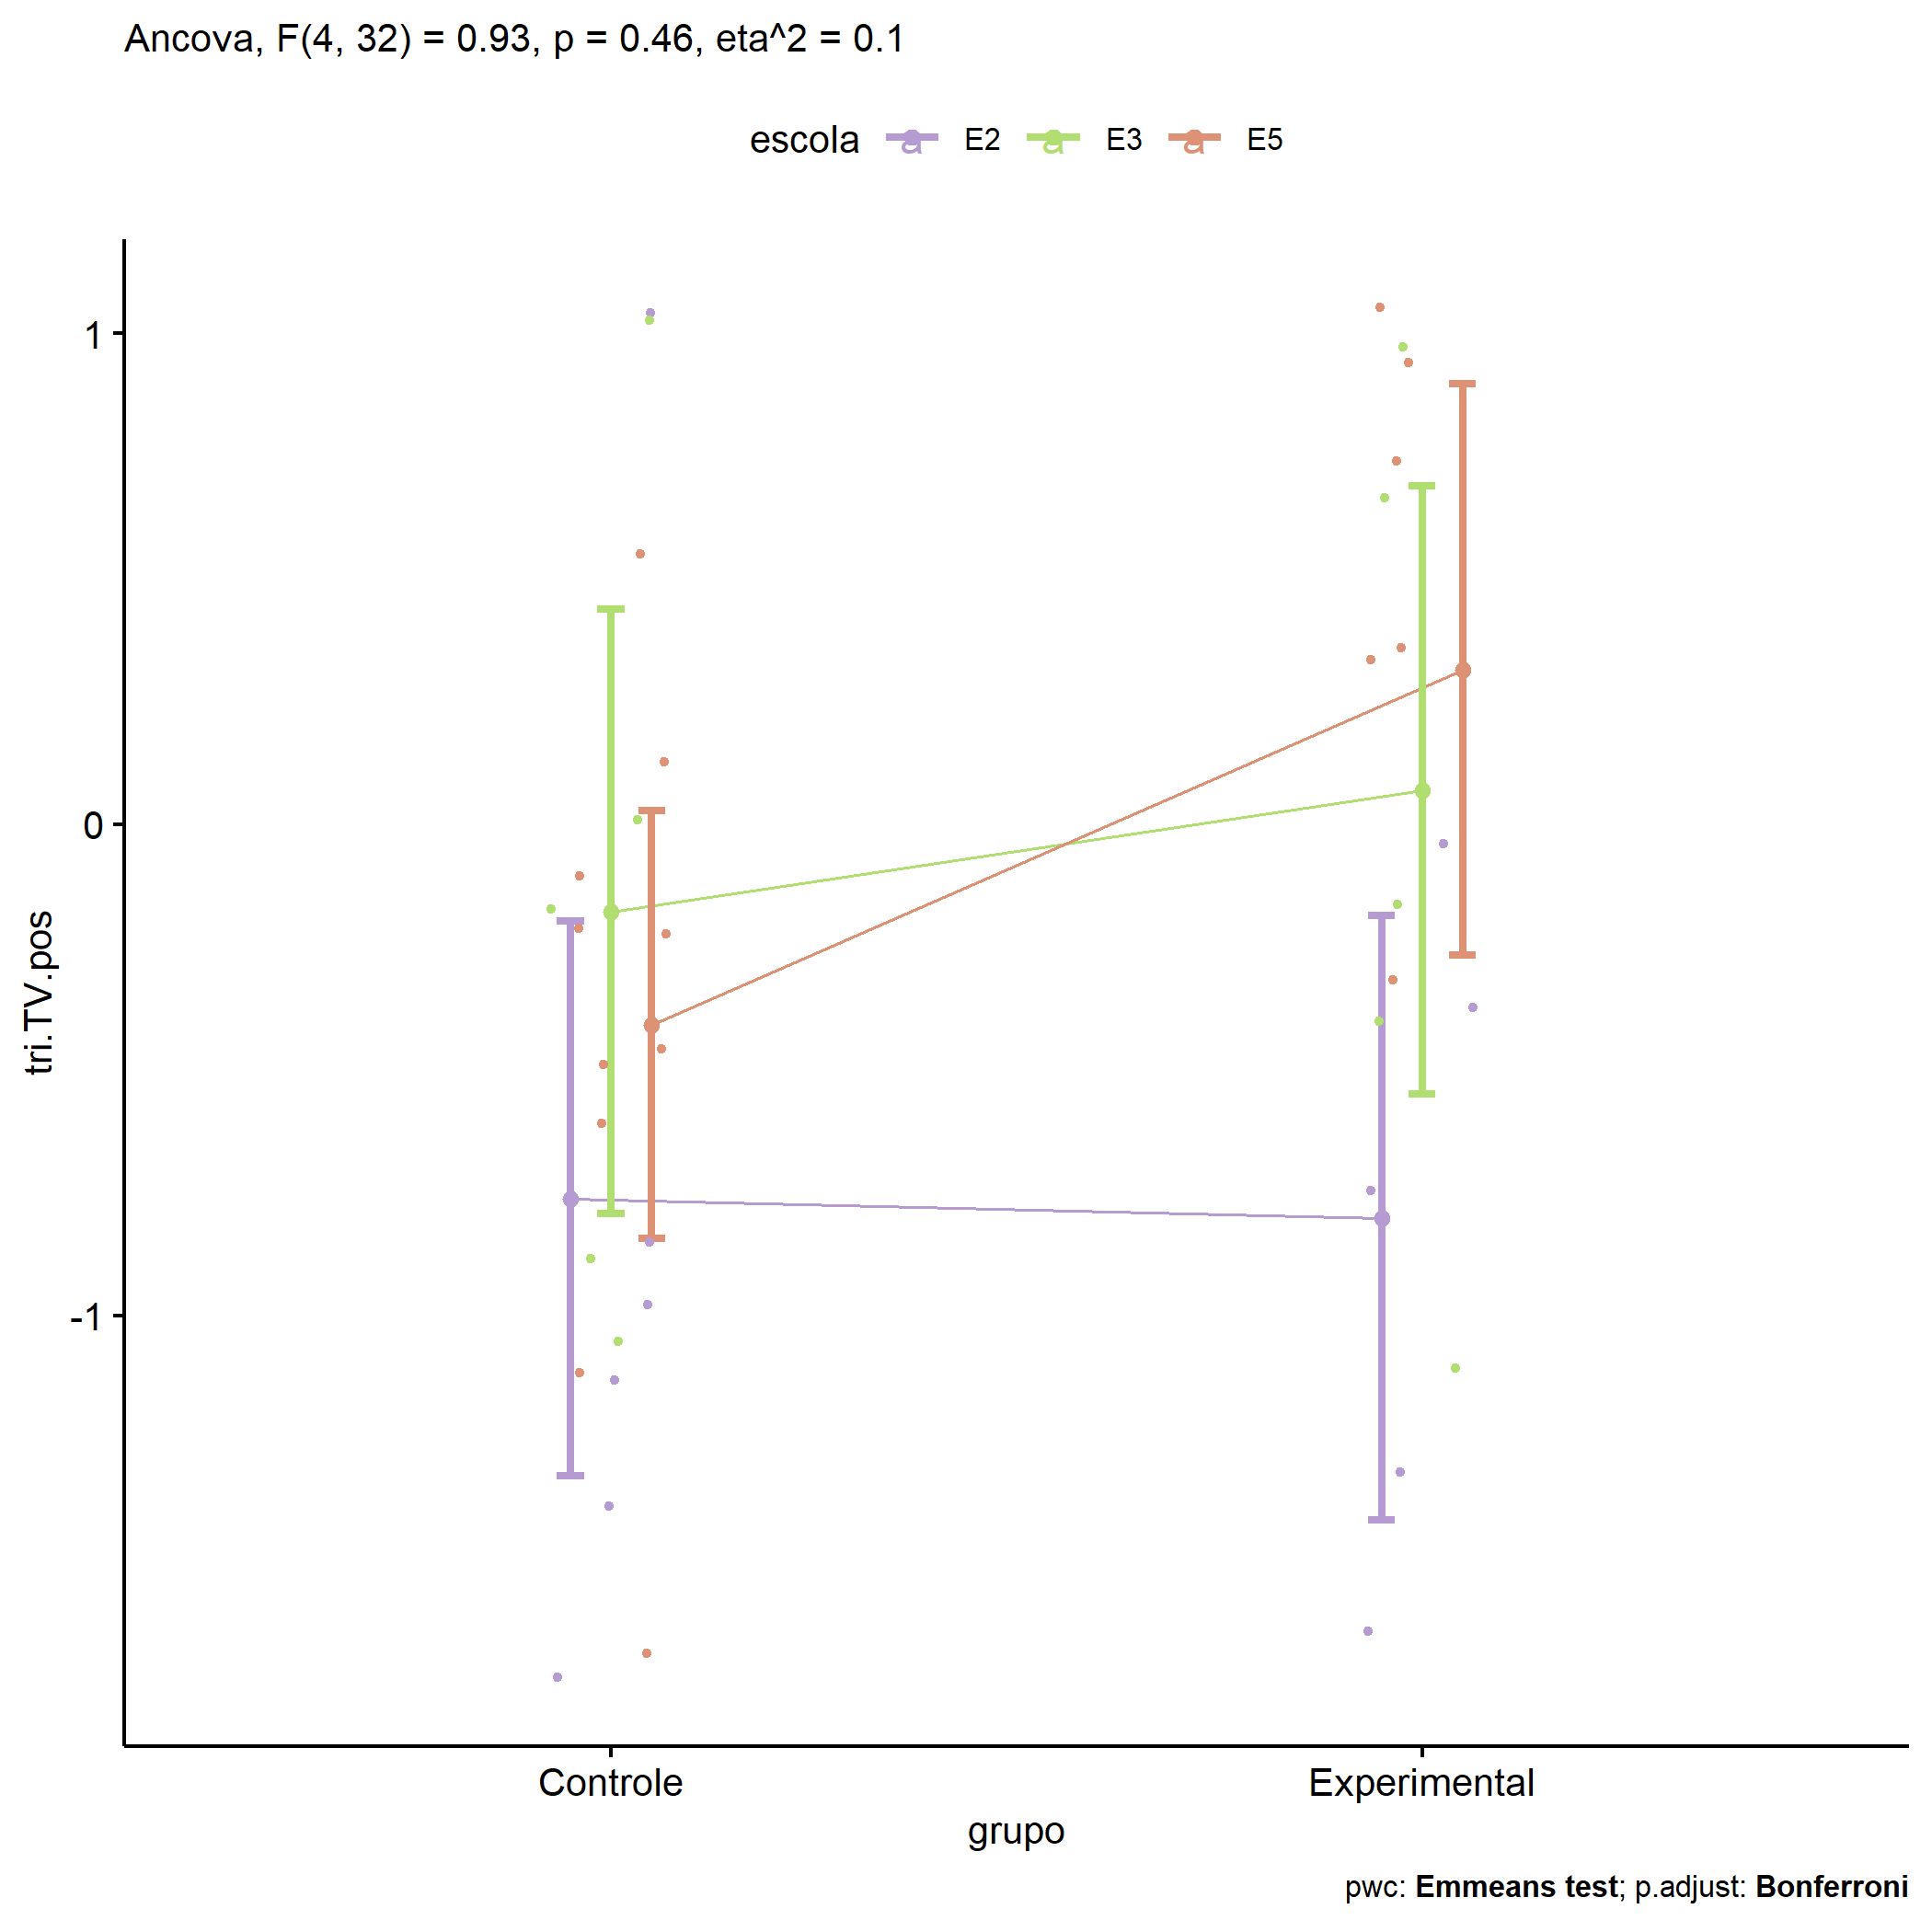 Ancova, F(4, 32) = 0.93, p = 0.46, eta^2 = 0.1
escola a E2 a E3 a E5
1
0
-1
tri.TV.pos
Controle Experimental
grupo
pwc: Emmeans test; p.adjust: Bonferroni